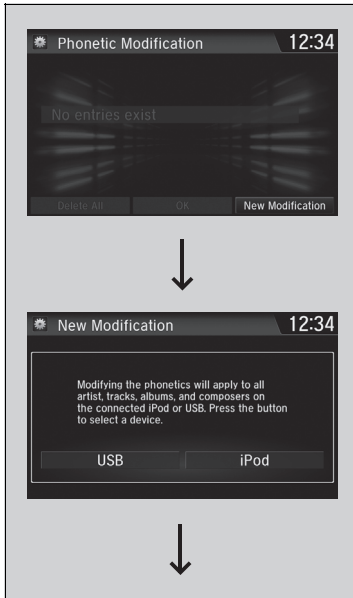 Phonetic Modification
12:34
No entries exist
Delete All
OK
New Modification
New Modification
12:34
Modifying the phonetics will apply to all
artist, tracks, albums, and composers on
the connected iPod or USB. Press the button
to select a device.
USB
iPod